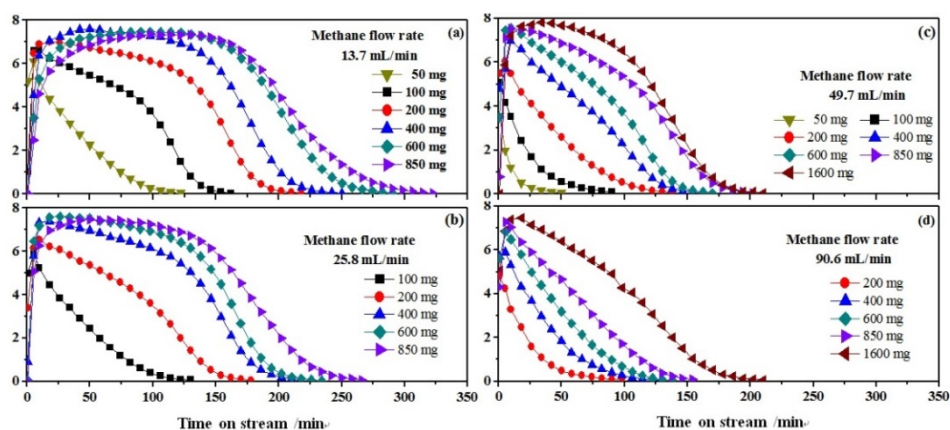 8
6
4
2
0
(a)
Methane flow rate
13.7 mL/min
50 mg
100 mg
200 mg
400 mg
600 mg
850 mg
8
6
4
2
0
(b)
Methane flow rate
25.8 mL/min
100 mg
200 mg
400 mg
600 mg
850 mg
0 50 100 150 200 250 300 350
Time on stream /min
8
6
4
2
0
(c)
Methane flow rate
49.7 mL/min
50 mg 100 mg
200 mg 400 mg
600 mg 850 mg
1600 mg
8
6
4
2
0
(d)
Methane flow rate
90.6 mL/min
200 mg
400 mg
600 mg
850 mg
1600 mg
0 50 100 150 200 250 300 350
Time on stream /min